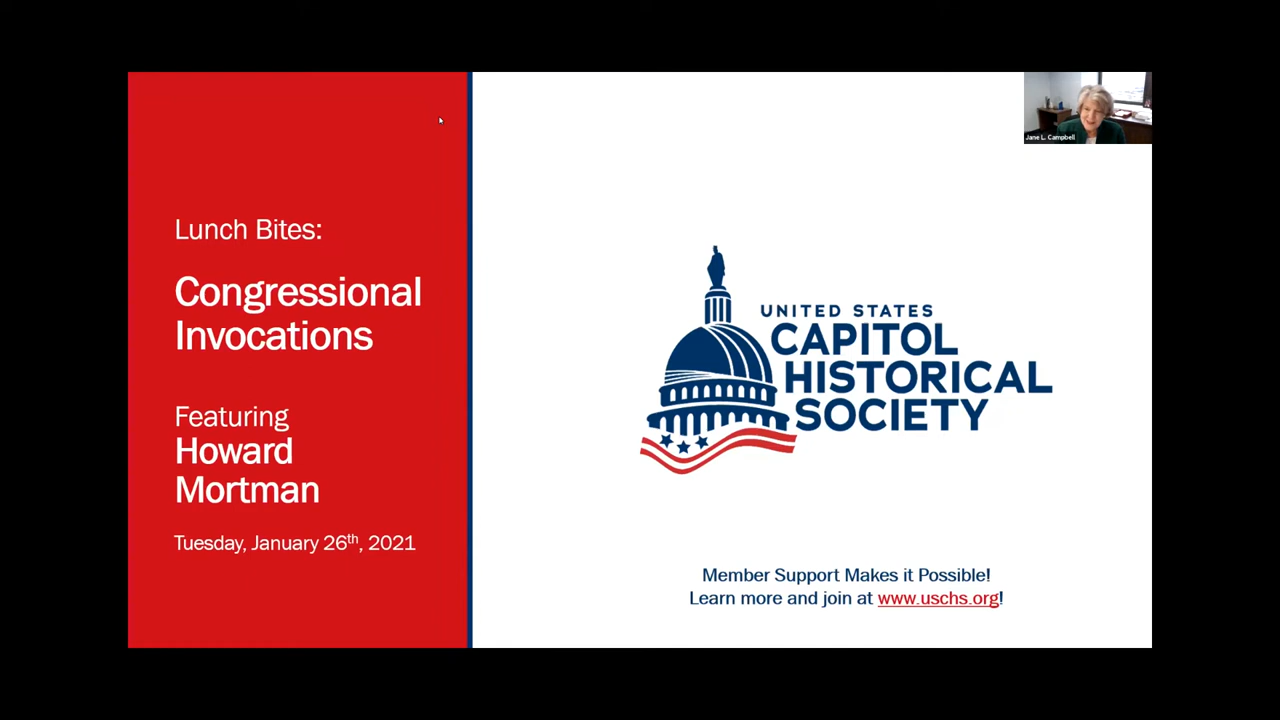 Lunch Bites:
Congressional
Invocations
Featuring
Howard
Mortman
Tuesday, January 26th, 2021
Jane L. Campbell
UNITED STATES
CAPITOL
HISTORICAL
SOCIETY
Member Support Makes it Possible!
Learn more and join at www.uschs.org!